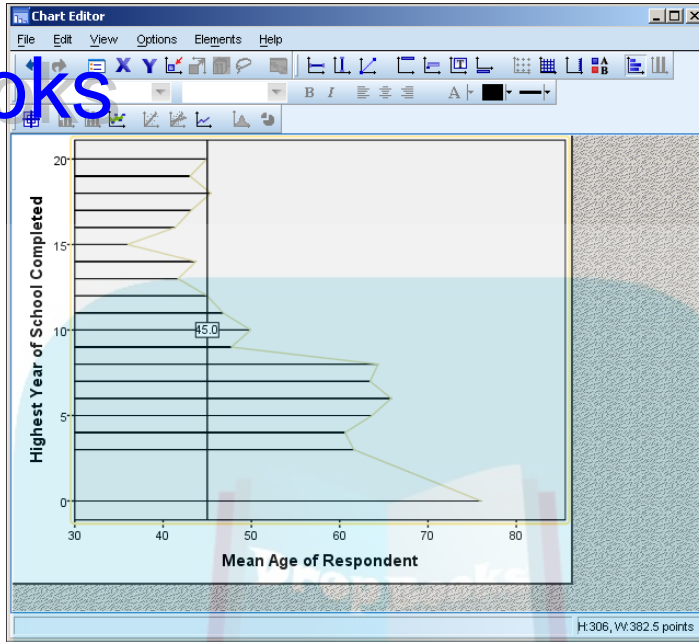 Chart Editor
File Edit View Options Elements Help
X Y
oks
B I A
20
15
10
5
0
Highest Year of School Completed
45.0
30 40 50 60 70 80
Mean Age of Respondent
DropBooks
H:306, W:382.5 points